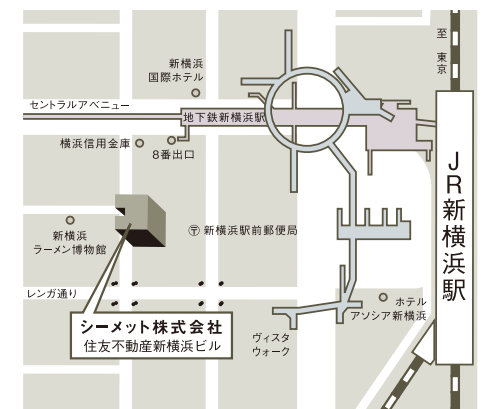 至
東京
新横浜
国際ホテル
セントラルアベニュー
地下鉄新横浜駅
横浜信用金庫
8番出口
JR新横浜駅
新横浜
ラーメン博物館
〒新横浜駅前郵便局
レンガ通り
ホテル
アソシア新横浜
シーメット株式会社
住友不動産新横浜ビル
ヴィスタ
ウォーク